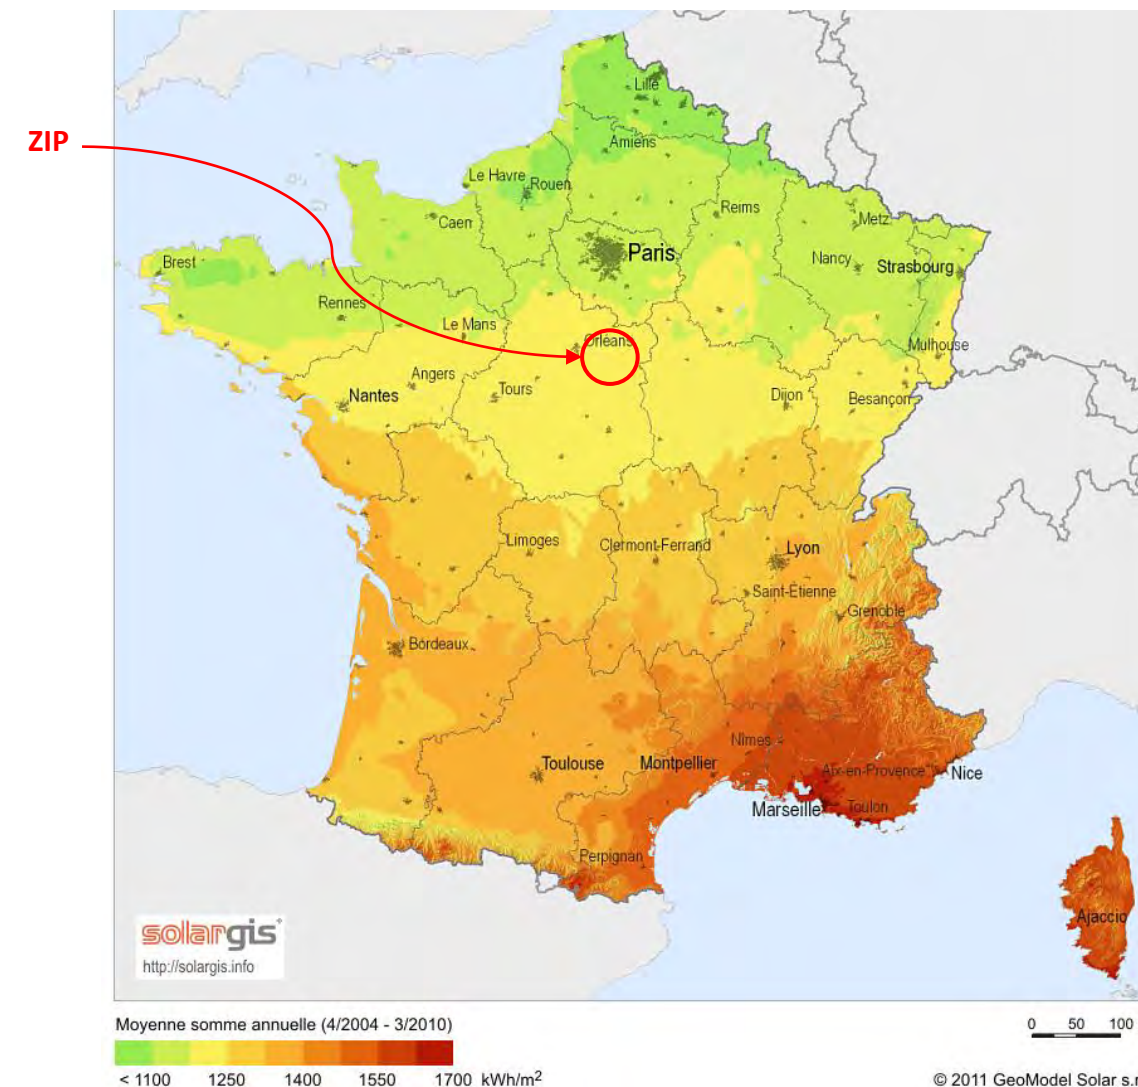 ZIP
Lille
Amiens
Le Havre
Rouen
Caen
Reims
Metz
Paris
Nancy
Strasbourg
Brest
Rennes
Le Mans
Orléans
Mulhouse
Angers
Nantes
Tours
Dijon
Besançon
Limoges
Clermont-Ferrand
Lyon
Saint-Étienne
Grenoble
Bordeaux
Nîmes
Toulouse
Montpellier
Aix-en-Provence
Nice
Marseille
Toulon
Perpignan
Ajaccio
solargis
http://solargis.info
Moyenne somme annuelle (4/2004 - 3/2010)
0 50 100
< 1100 1250 1400 1550 1700 kWh/m²
© 2011 GeoModel Solar s.r